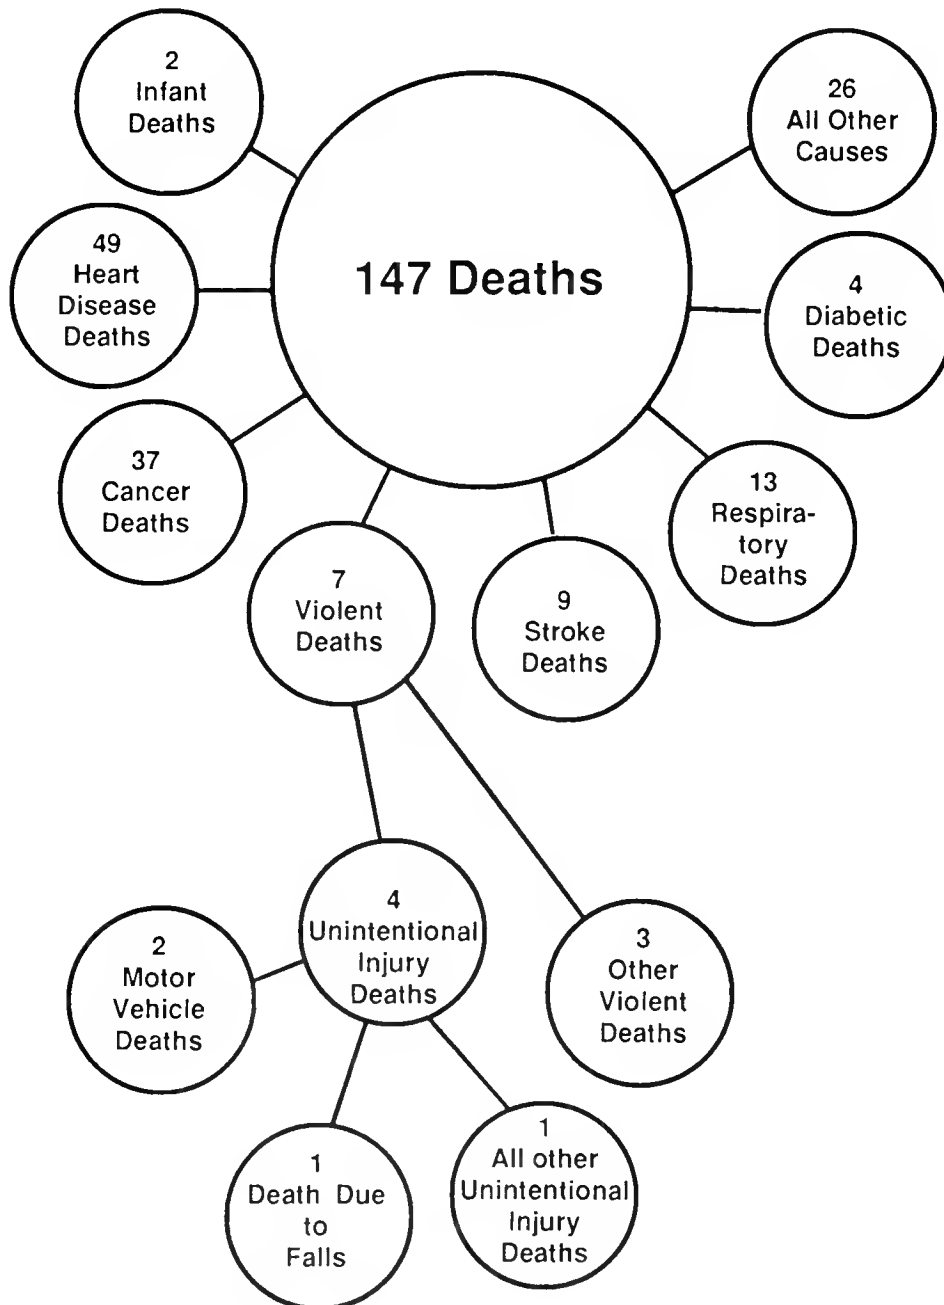 2
Infant
Deaths
26
All Other
Causes
49
Heart
Disease
Deaths
147 Deaths
4
Diabetic
Deaths
37
Cancer
Deaths
13
Respira-
tory
Deaths
7
Violent
Deaths
9
Stroke
Deaths
4
Unintentional
Injury
Deaths
2
Motor
Vehicle
Deaths
3
Other
Violent
Deaths
1
Death Due
to
Falls
1
All other
Unintentional
Injury
Deaths